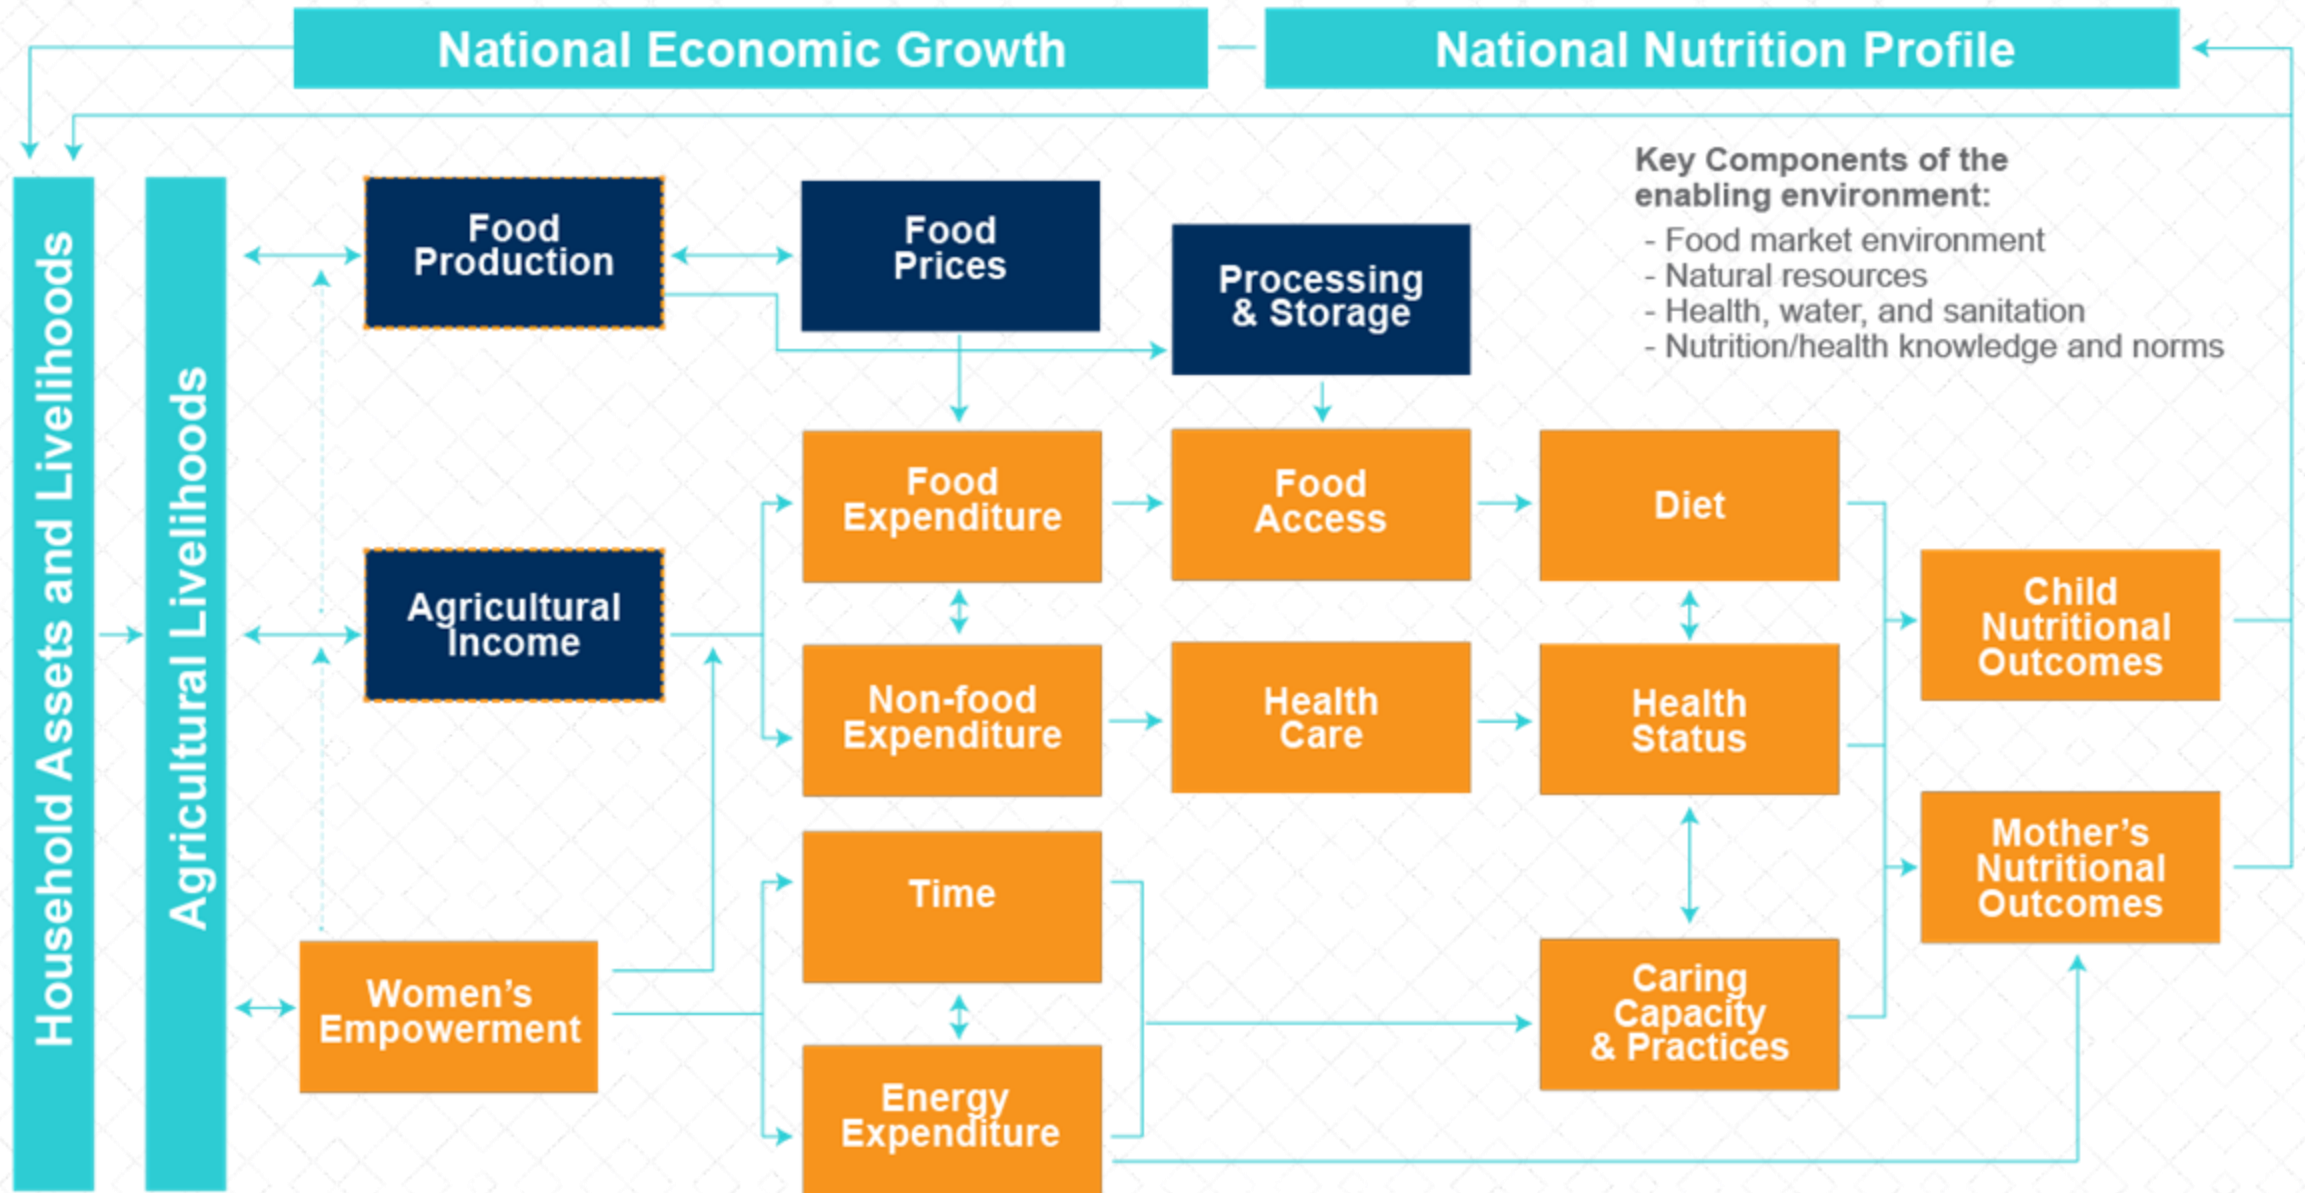 National Economic Growth
National Nutrition Profile
Household Assets and Livelihoods
Agricultural Livelihoods
Food
Production
Food
Prices
Processing
& Storage
Key Components of the
enabling environment:
- Food market environment
- Natural resources
- Health, water, and sanitation
- Nutrition/health knowledge and norms
Agricultural
Income
Food
Expenditure
Food
Access
Diet
Child
Nutritional
Outcomes
Non-food
Expenditure
Health
Care
Health
Status
Mother’s
Nutritional
Outcomes
Women’s
Empowerment
Time
Energy
Expenditure
Caring
Capacity
& Practices